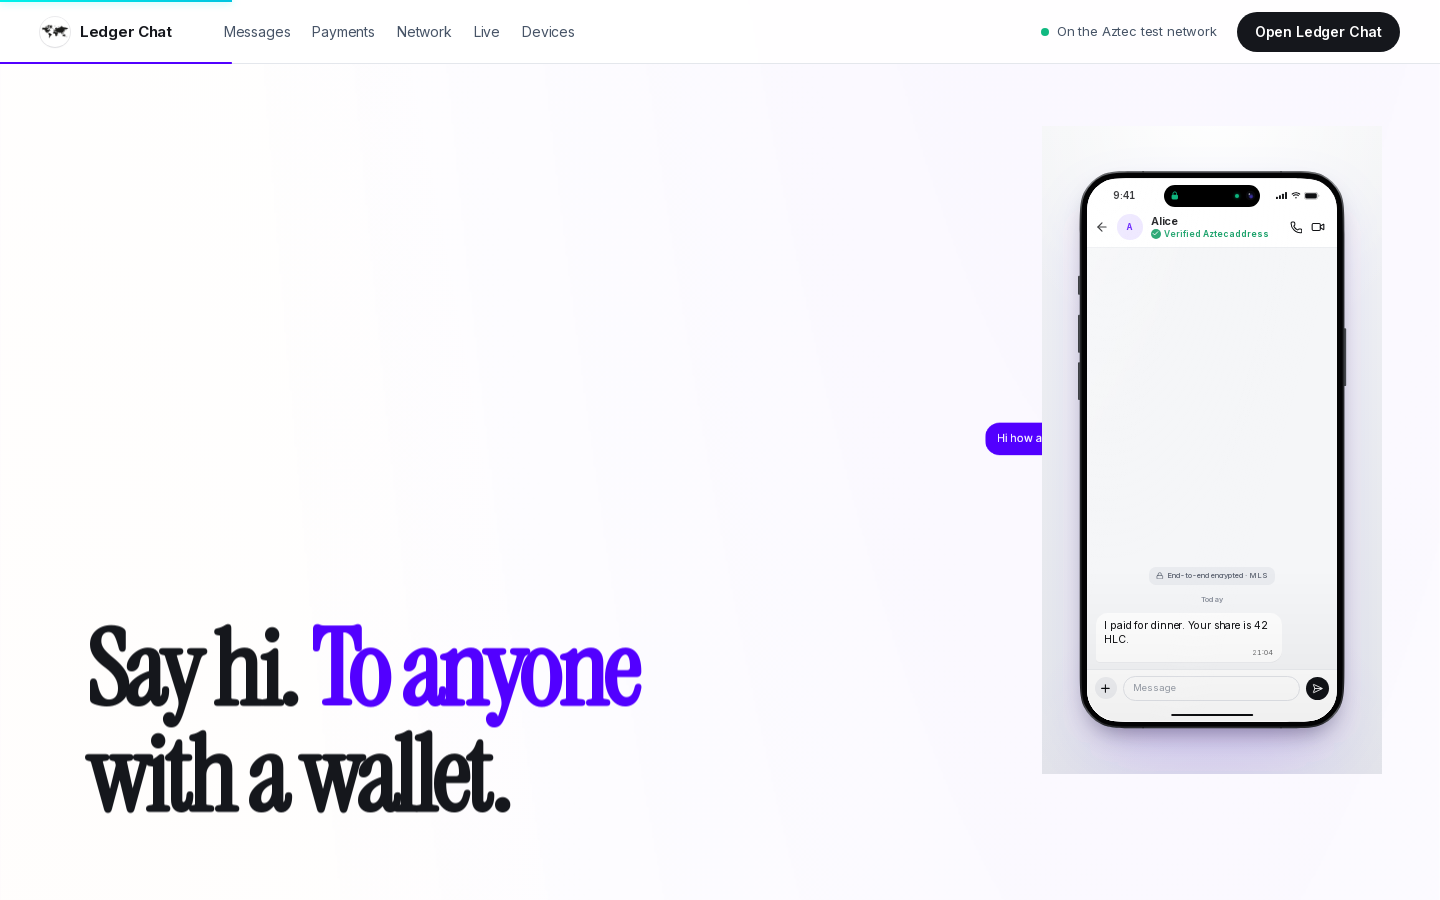 Ledger Chat
Messages
Payments
Network
Live
Devices
On the Aztec test network
Open Ledger Chat
9:41
A
Alice
Verified Aztec address
Hi how a
End-to-end encrypted · MLS
Today
I paid for dinner. Your share is 42
HLC.
21:04
Message
Say hi. To anyone
with a wallet.